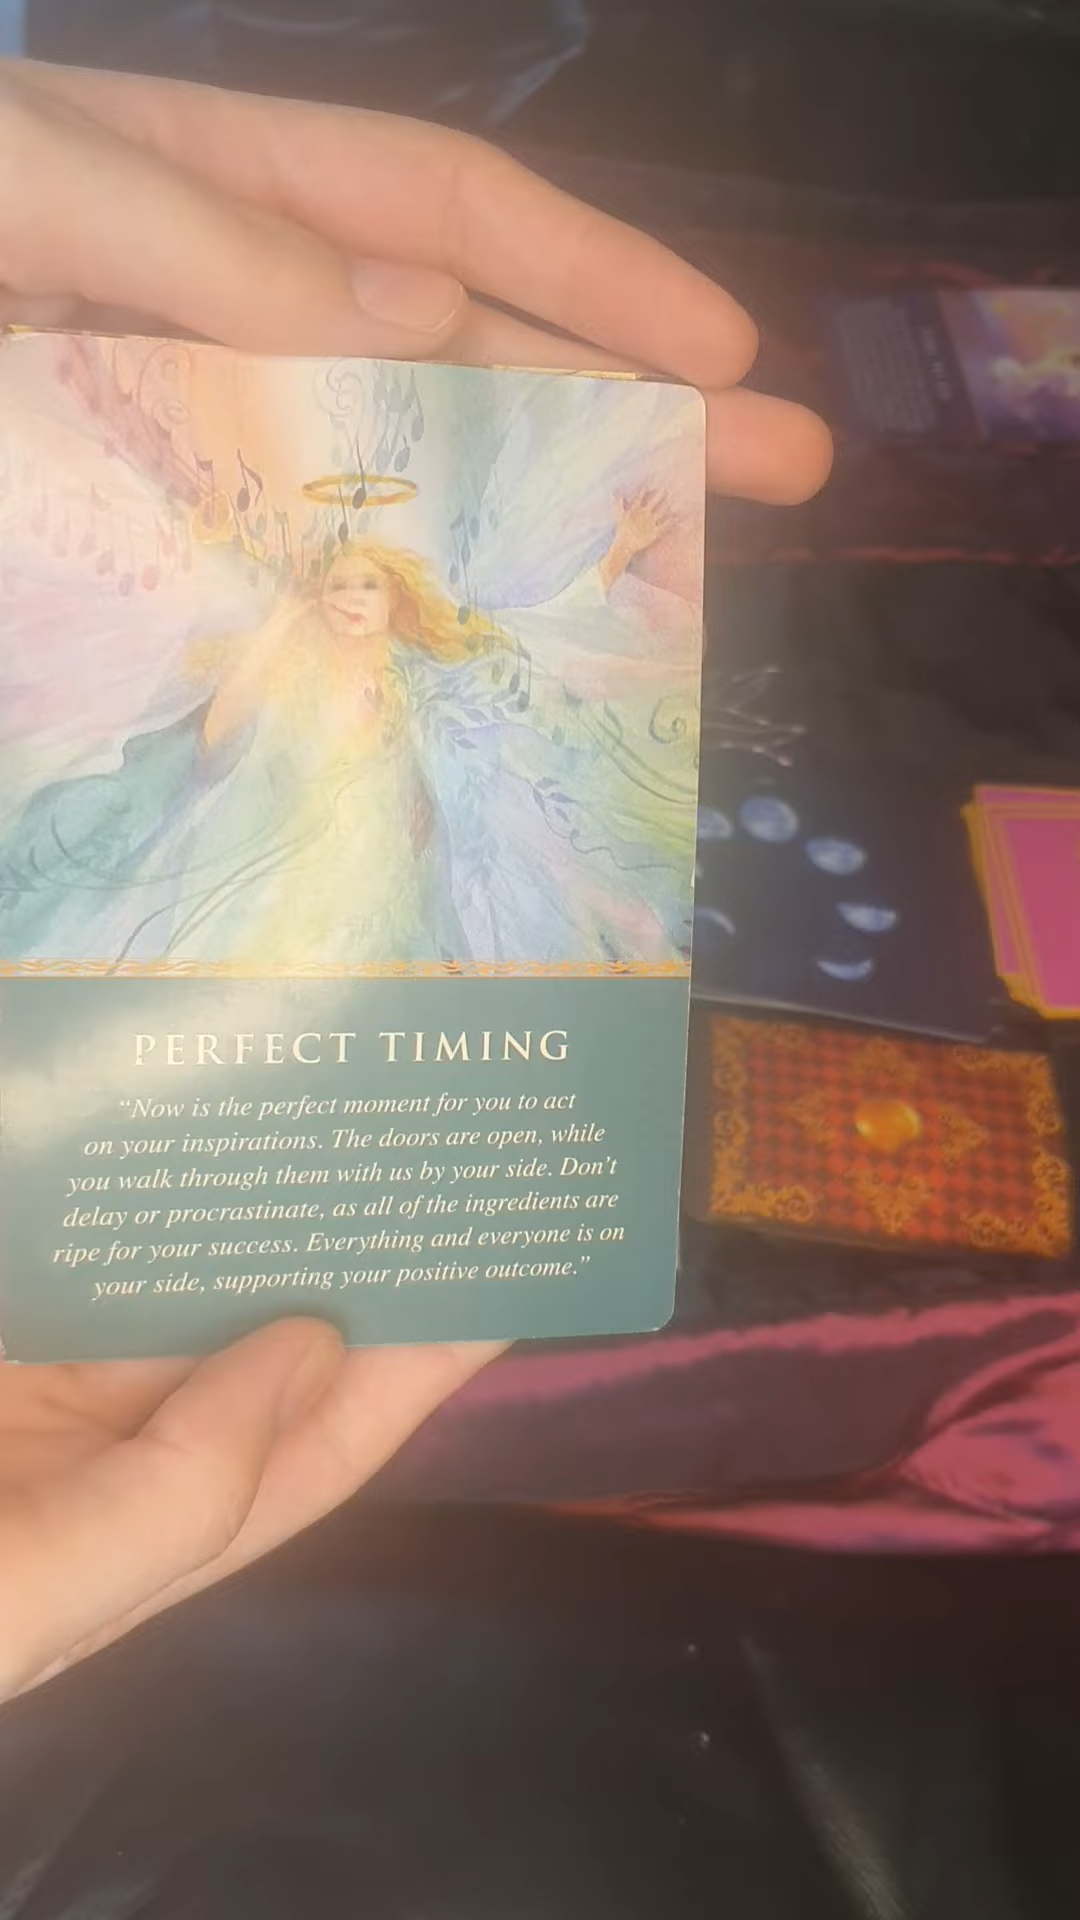 PERFECT TIMING
“Now is the perfect moment for you to act
on your inspirations. The doors are open, while
you walk through them with us by your side. Don’t
delay or procrastinate, as all of the ingredients are
ripe for your success. Everything and everyone is on
your side, supporting your positive outcome.”